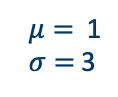 μ = 1
σ = 3